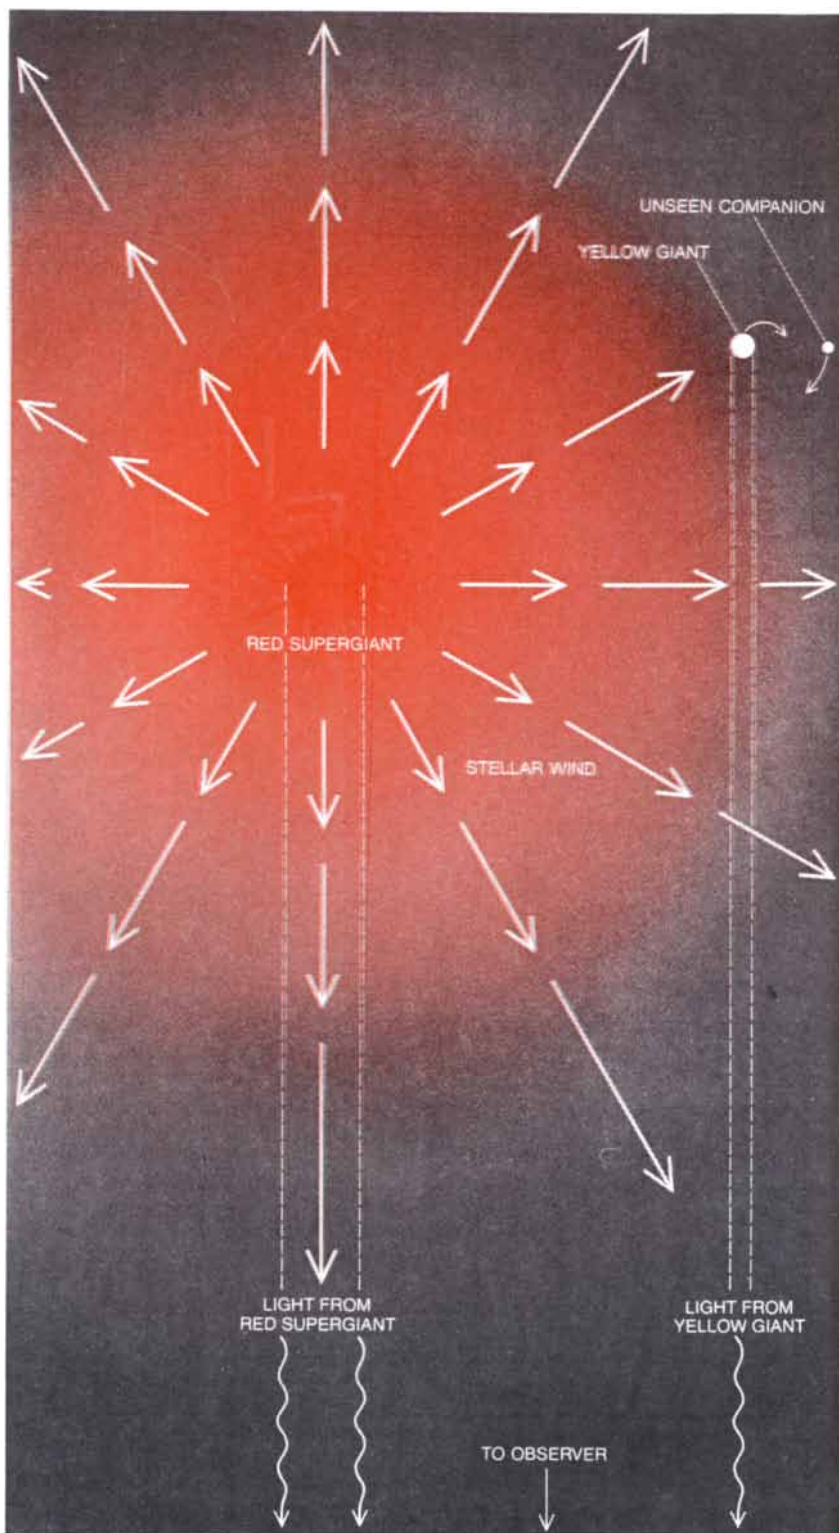 UNSEEN COMPANION
YELLOW GIANT
RED SUPERGIANT
STELLAR WIND
LIGHT FROM
RED SUPERGIANT
LIGHT FROM
YELLOW GIANT
TO OBSERVER